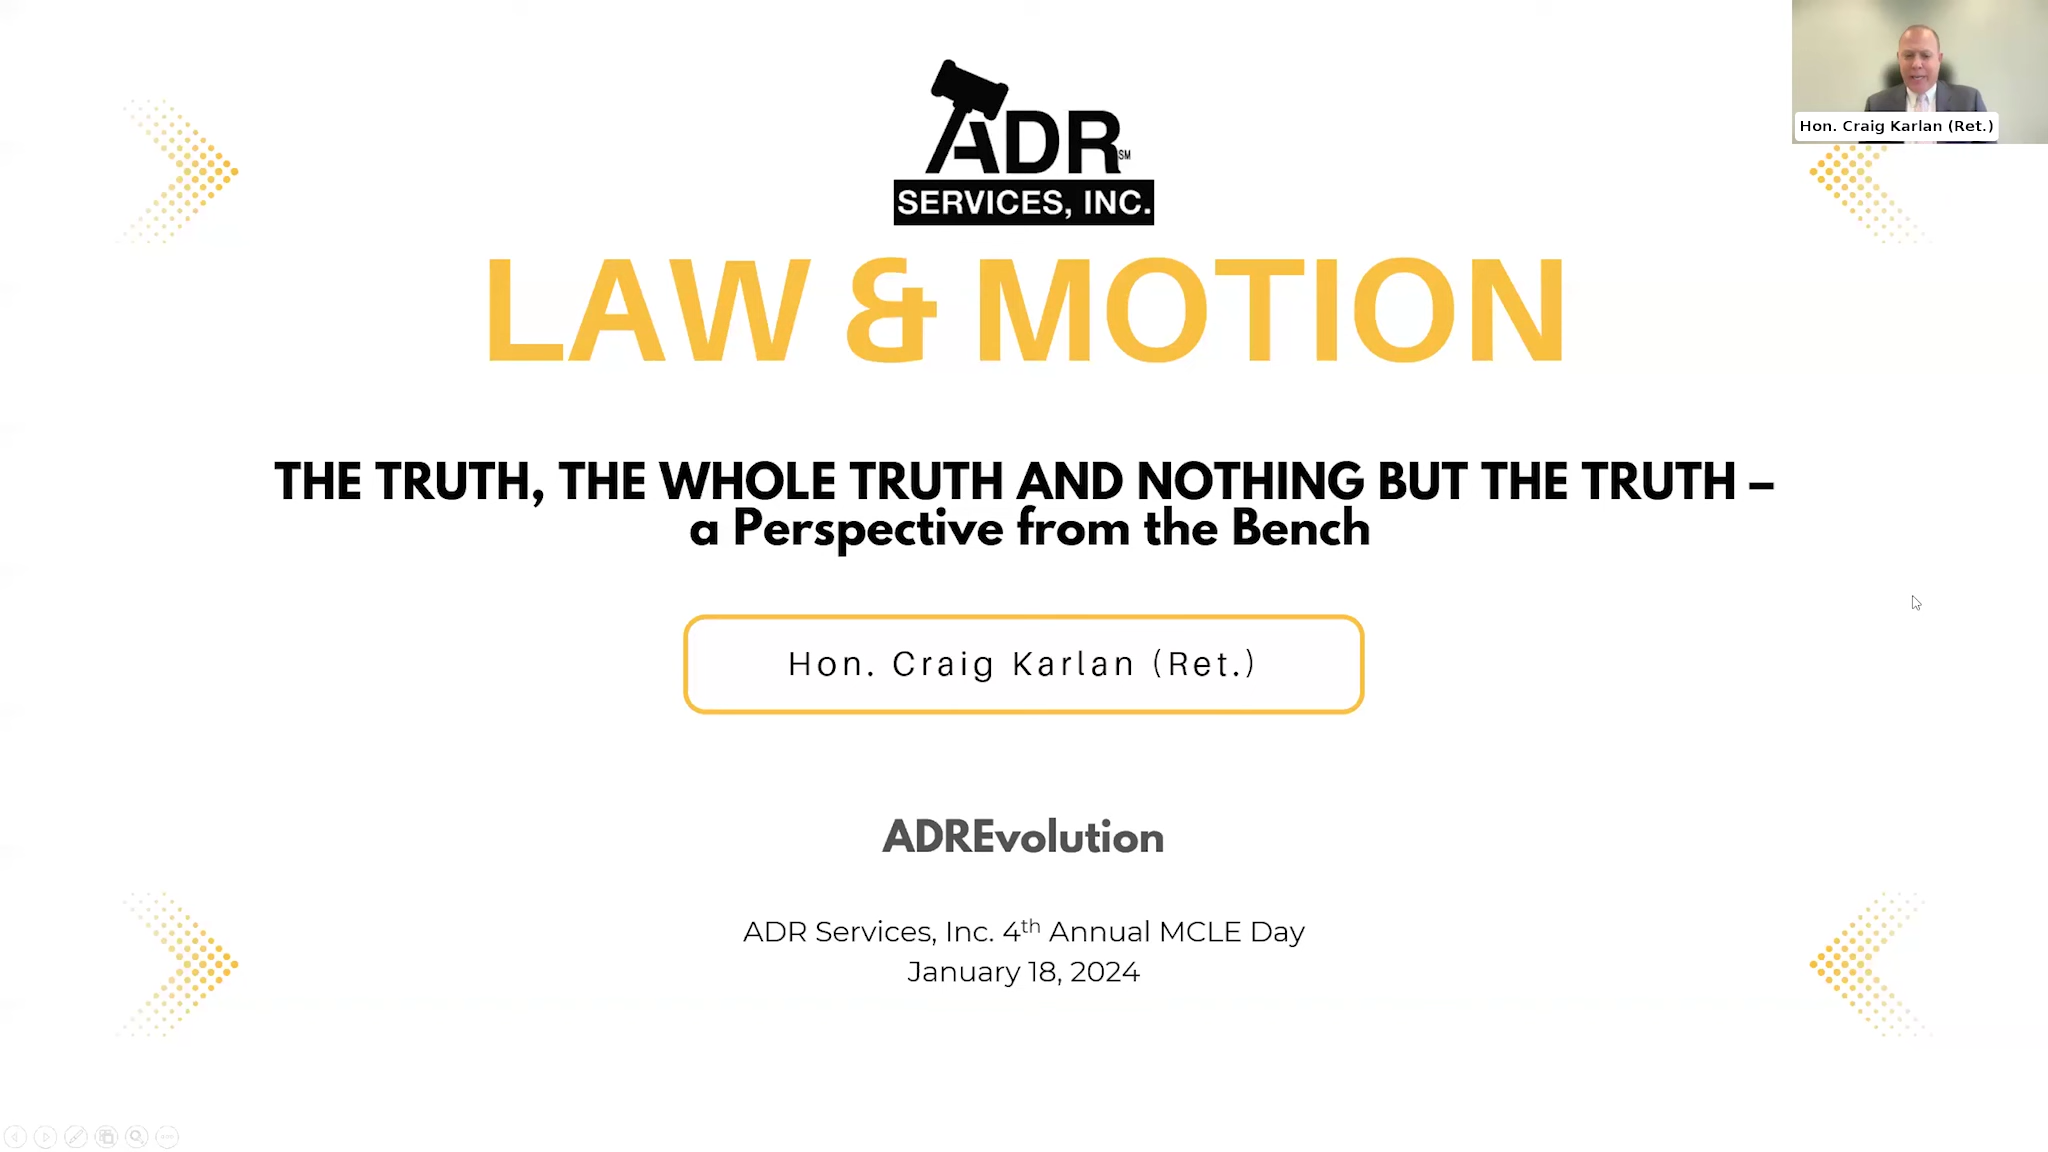 ADR SM
SERVICES, INC.
Hon. Craig Karlan (Ret.)
LAW & MOTION
THE TRUTH, THE WHOLE TRUTH AND NOTHING BUT THE TRUTH –
a Perspective from the Bench
Hon. Craig Karlan (Ret.)
ADREvolution
ADR Services, Inc. 4th Annual MCLE Day
January 18, 2024